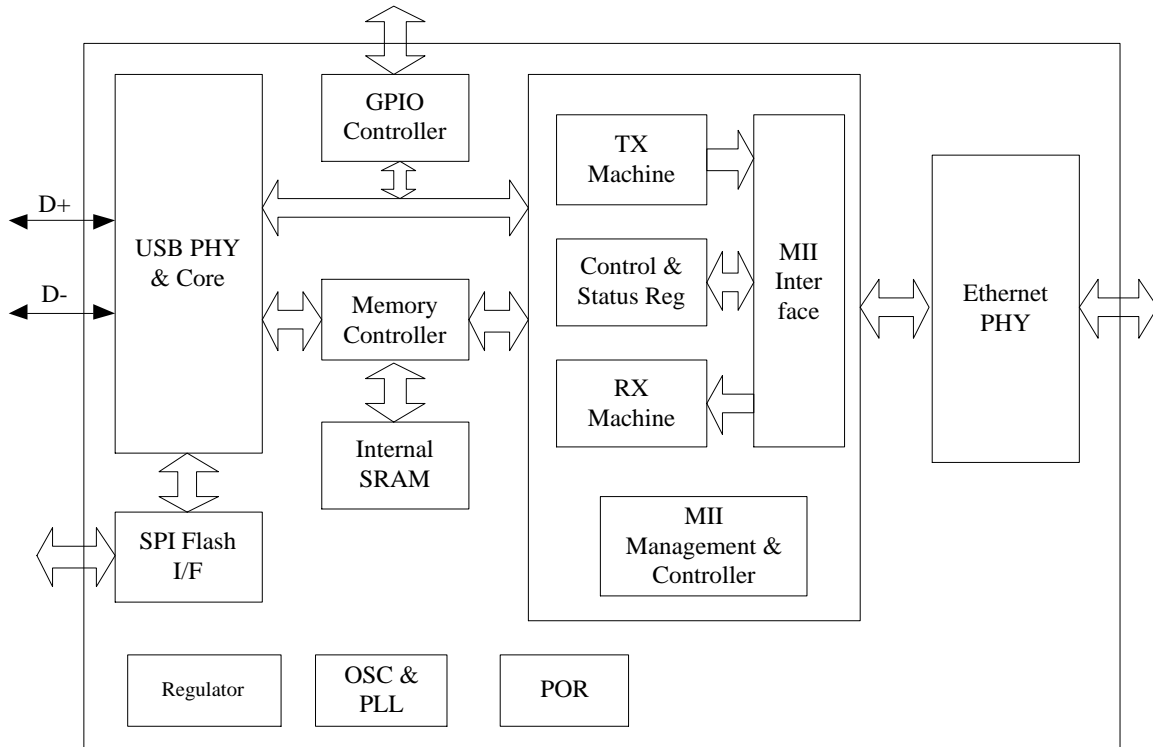 GPIO
Controller
TX
Machine
D+
USB PHY
& Core
D-
Control &
Status Reg
MII
Inter
face
Ethernet
PHY
Memory
Controller
RX
Machine
Internal
SRAM
SPI Flash
I/F
MII
Management &
Controller
Regulator
OSC &
PLL
POR